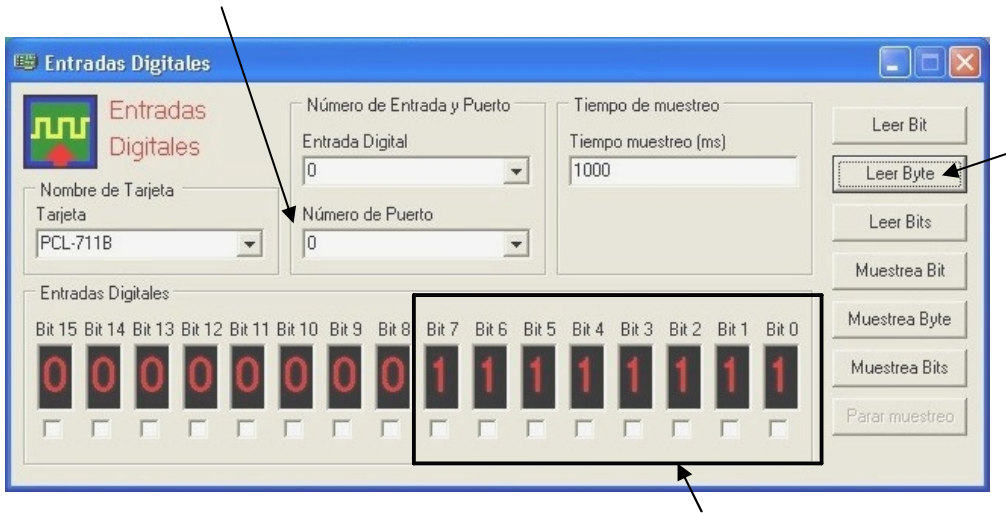 Entradas Digitales
Entradas
Digitales
Nombre de Tarjeta
Tarjeta
PCL-711B
Número de Entrada y Puerto
Entrada Digital
0
Número de Puerto
0
Tiempo de muestreo
Tiempo muestreo (ms)
1000
Leer Bit
Leer Byte
Leer Bits
Muestrea Bit
Muestrea Byte
Muestrea Bits
Parar muestreo
Entradas Digitales
Bit 15 Bit 14 Bit 13 Bit 12 Bit 11 Bit 10 Bit 9 Bit 8 Bit 7 Bit 6 Bit 5 Bit 4 Bit 3 Bit 2 Bit 1 Bit 0
0 0 0 0 0 0 0 0 1 1 1 1 1 1 1 1